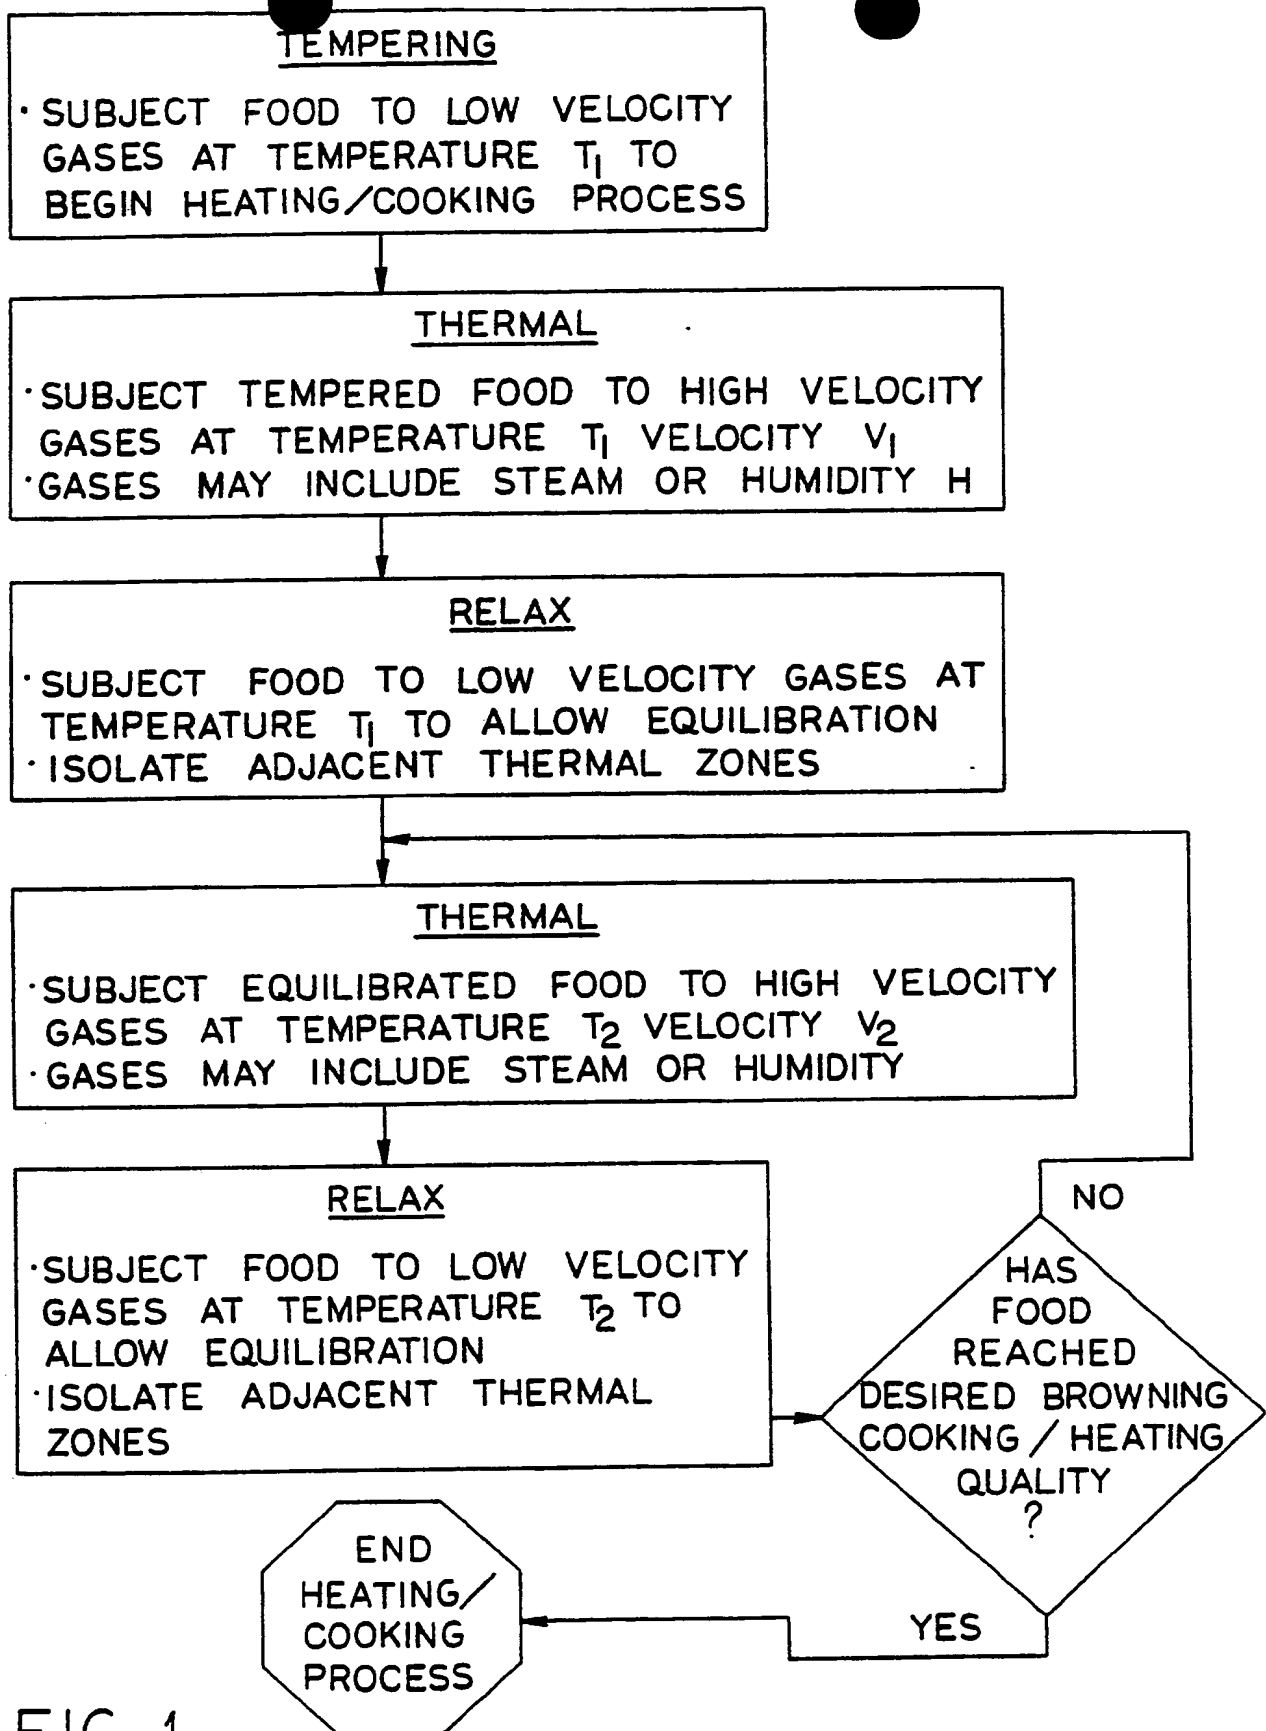 TEMPERING
· SUBJECT FOOD TO LOW VELOCITY
GASES AT TEMPERATURE T1 TO
BEGIN HEATING/COOKING PROCESS
THERMAL
· SUBJECT TEMPERED FOOD TO HIGH VELOCITY
GASES AT TEMPERATURE T1 VELOCITY V1
· GASES MAY INCLUDE STEAM OR HUMIDITY H
RELAX
· SUBJECT FOOD TO LOW VELOCITY GASES AT
TEMPERATURE T1 TO ALLOW EQUILIBRATION
· ISOLATE ADJACENT THERMAL ZONES
THERMAL
· SUBJECT EQUILIBRATED FOOD TO HIGH VELOCITY
GASES AT TEMPERATURE T2 VELOCITY V2
· GASES MAY INCLUDE STEAM OR HUMIDITY
RELAX
· SUBJECT FOOD TO LOW VELOCITY
GASES AT TEMPERATURE T2 TO
ALLOW EQUILIBRATION
· ISOLATE ADJACENT THERMAL
ZONES
NO
HAS
FOOD
REACHED
DESIRED BROWNING
COOKING / HEATING
QUALITY
?
YES
END
HEATING/
COOKING
PROCESS
FIG. 1